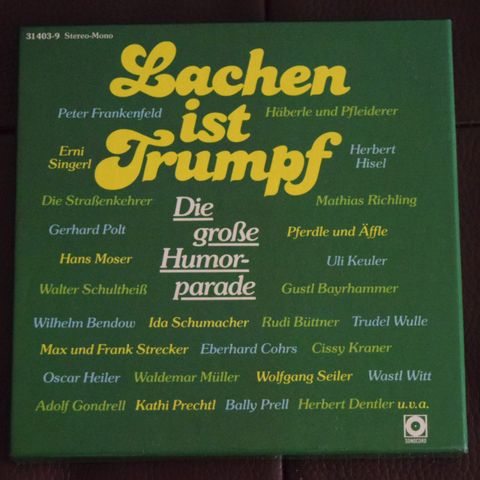 31403-9 Stereo-Mono
Lachen
Peter Frankenfeld Häberle und Pfleiderer
ist
Erni
Singerl
Trumpf
Herbert
Hisel
Die Straßenkehrer Die Mathias Richling
Gerhard Polt große Pferdle und Äffle
Hans Moser Humor- Uli Keuler
Walter Schultheiß parade Gustl Bayrhammer
Wilhelm Bendow Ida Schumacher Rudi Büttner Trudel Wulle
Max und Frank Strecker Eberhard Cohrs Cissy Kraner
Oscar Heiler Waldemar Müller Wolfgang Seiler Wastl Witt
Adolf Gondrell Kathi Prechtl Bally Prell Herbert Dentler u.v.a.
SONOCORD